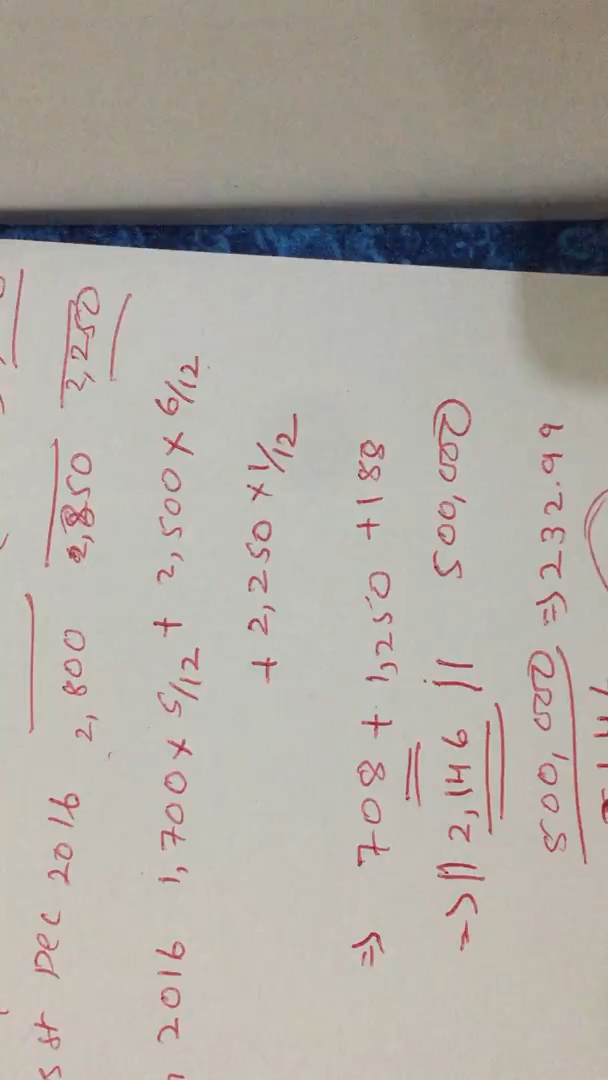 st Dec 2016 2,800 2,850 2,250
2016 1,700 x 5/12 + 2,500 x 6/12
+ 2,250 x 1/12
=> 708 + 1,250 + 188
=> || 2,146 || 500,000
500,000 => 232.99